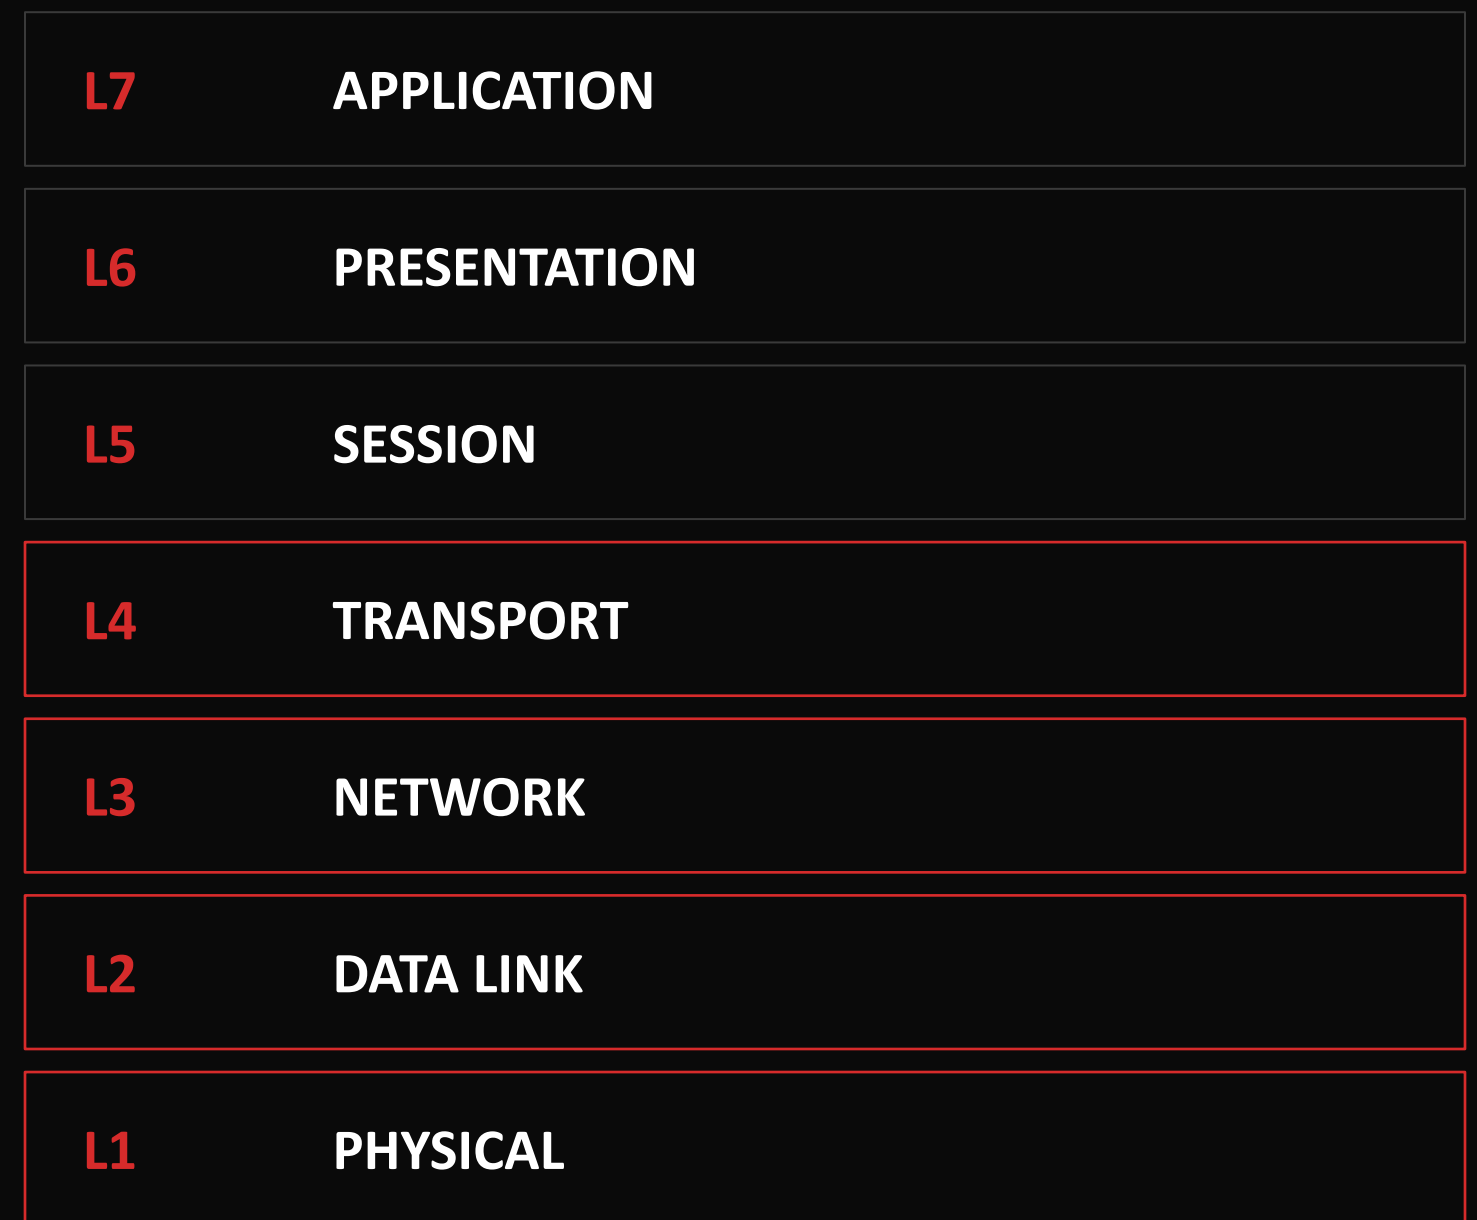 L7 APPLICATION
L6 PRESENTATION
L5 SESSION
L4 TRANSPORT
L3 NETWORK
L2 DATA LINK
L1 PHYSICAL